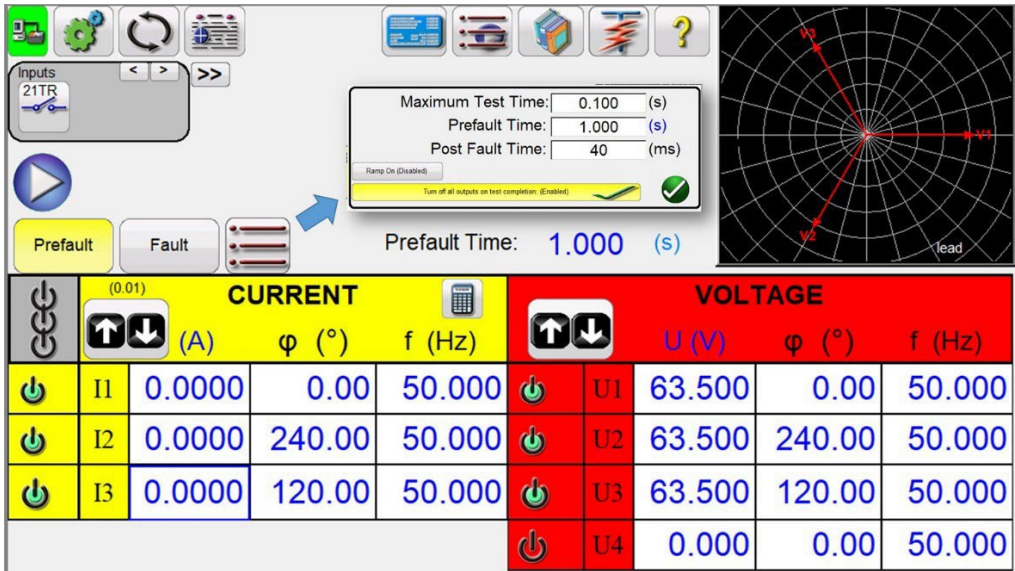 Inputs
< >
>>
21TR
?
Maximum Test Time: 0.100 (s)
Prefault Time: 1.000 (s)
Post Fault Time: 40 (ms)
Ramp On (Disabled)
Turn off all outputs on test completion: (Enabled)
V3
V1
V2
lead
Prefault
Fault
Prefault Time: 1.000 (s)
(0.01) CURRENT
(A) φ (°) f (Hz)
VOLTAGE
U (V) φ (°) f (Hz)
I1 0.0000 0.00 50.000 U1 63.500 0.00 50.000
I2 0.0000 240.00 50.000 U2 63.500 240.00 50.000
I3 0.0000 120.00 50.000 U3 63.500 120.00 50.000
U4 0.000 0.00 50.000